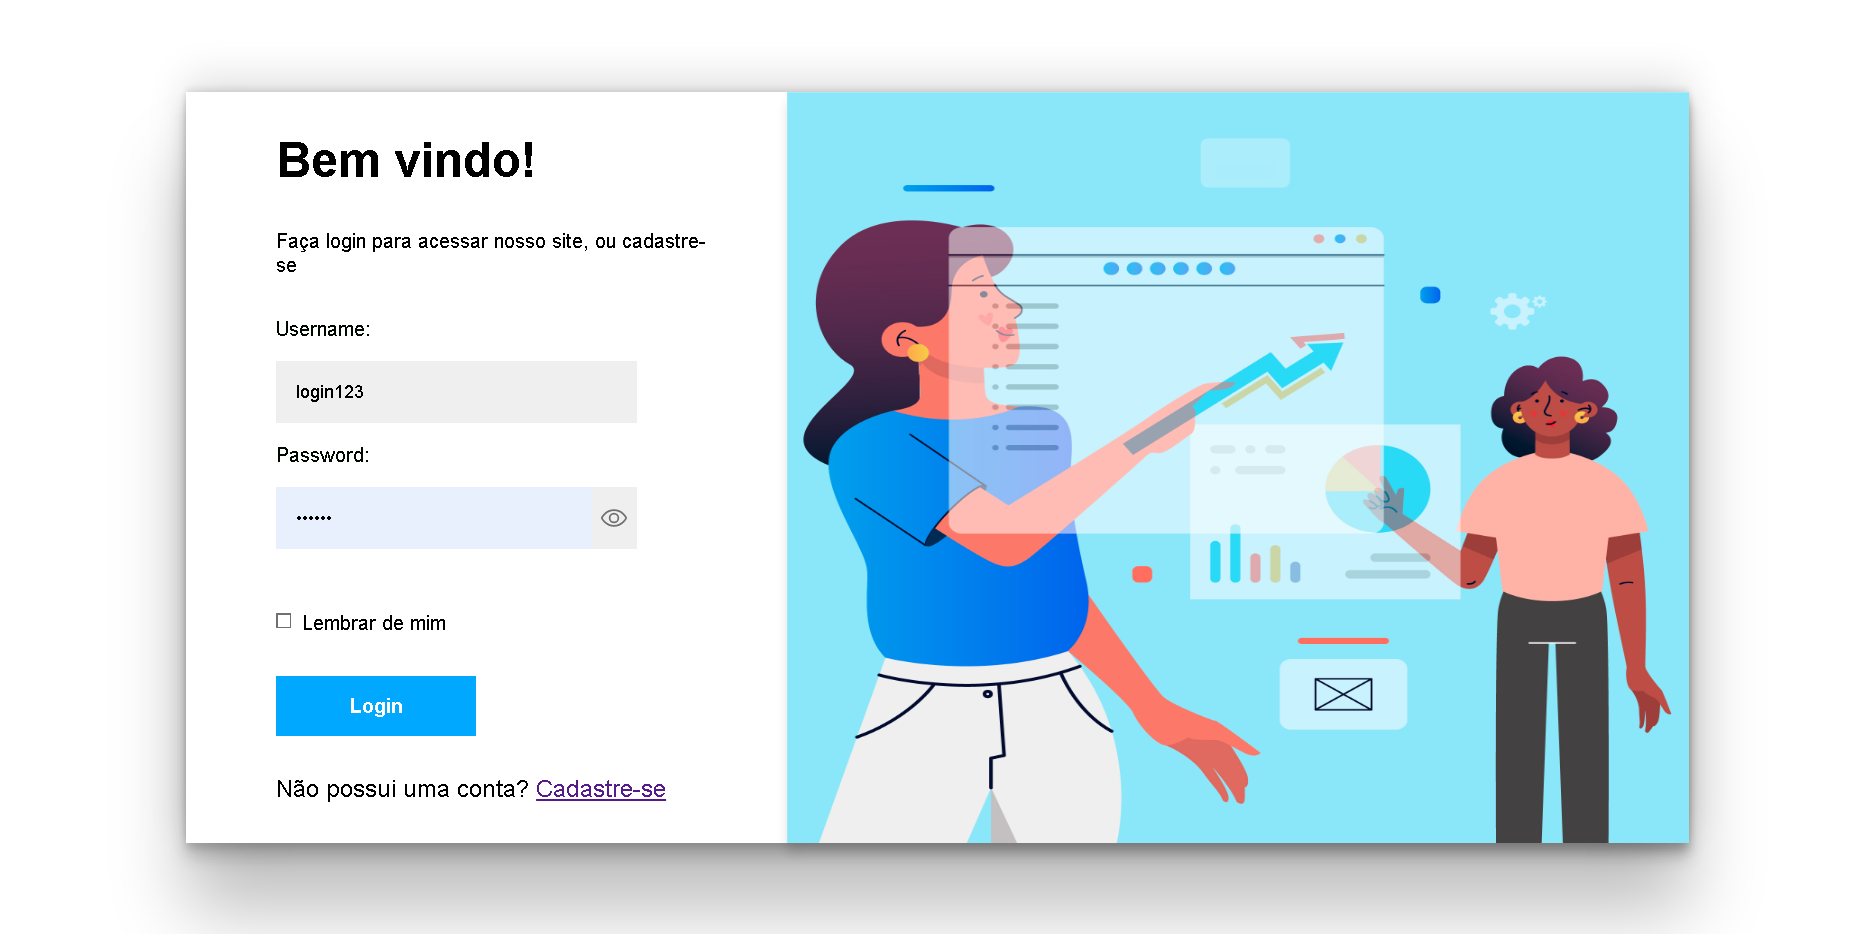 Bem vindo!
Faça login para acessar nosso site, ou cadastre-
se
Username:
login123
Password:
••••••
Lembrar de mim
Login
Não possui uma conta? Cadastre-se